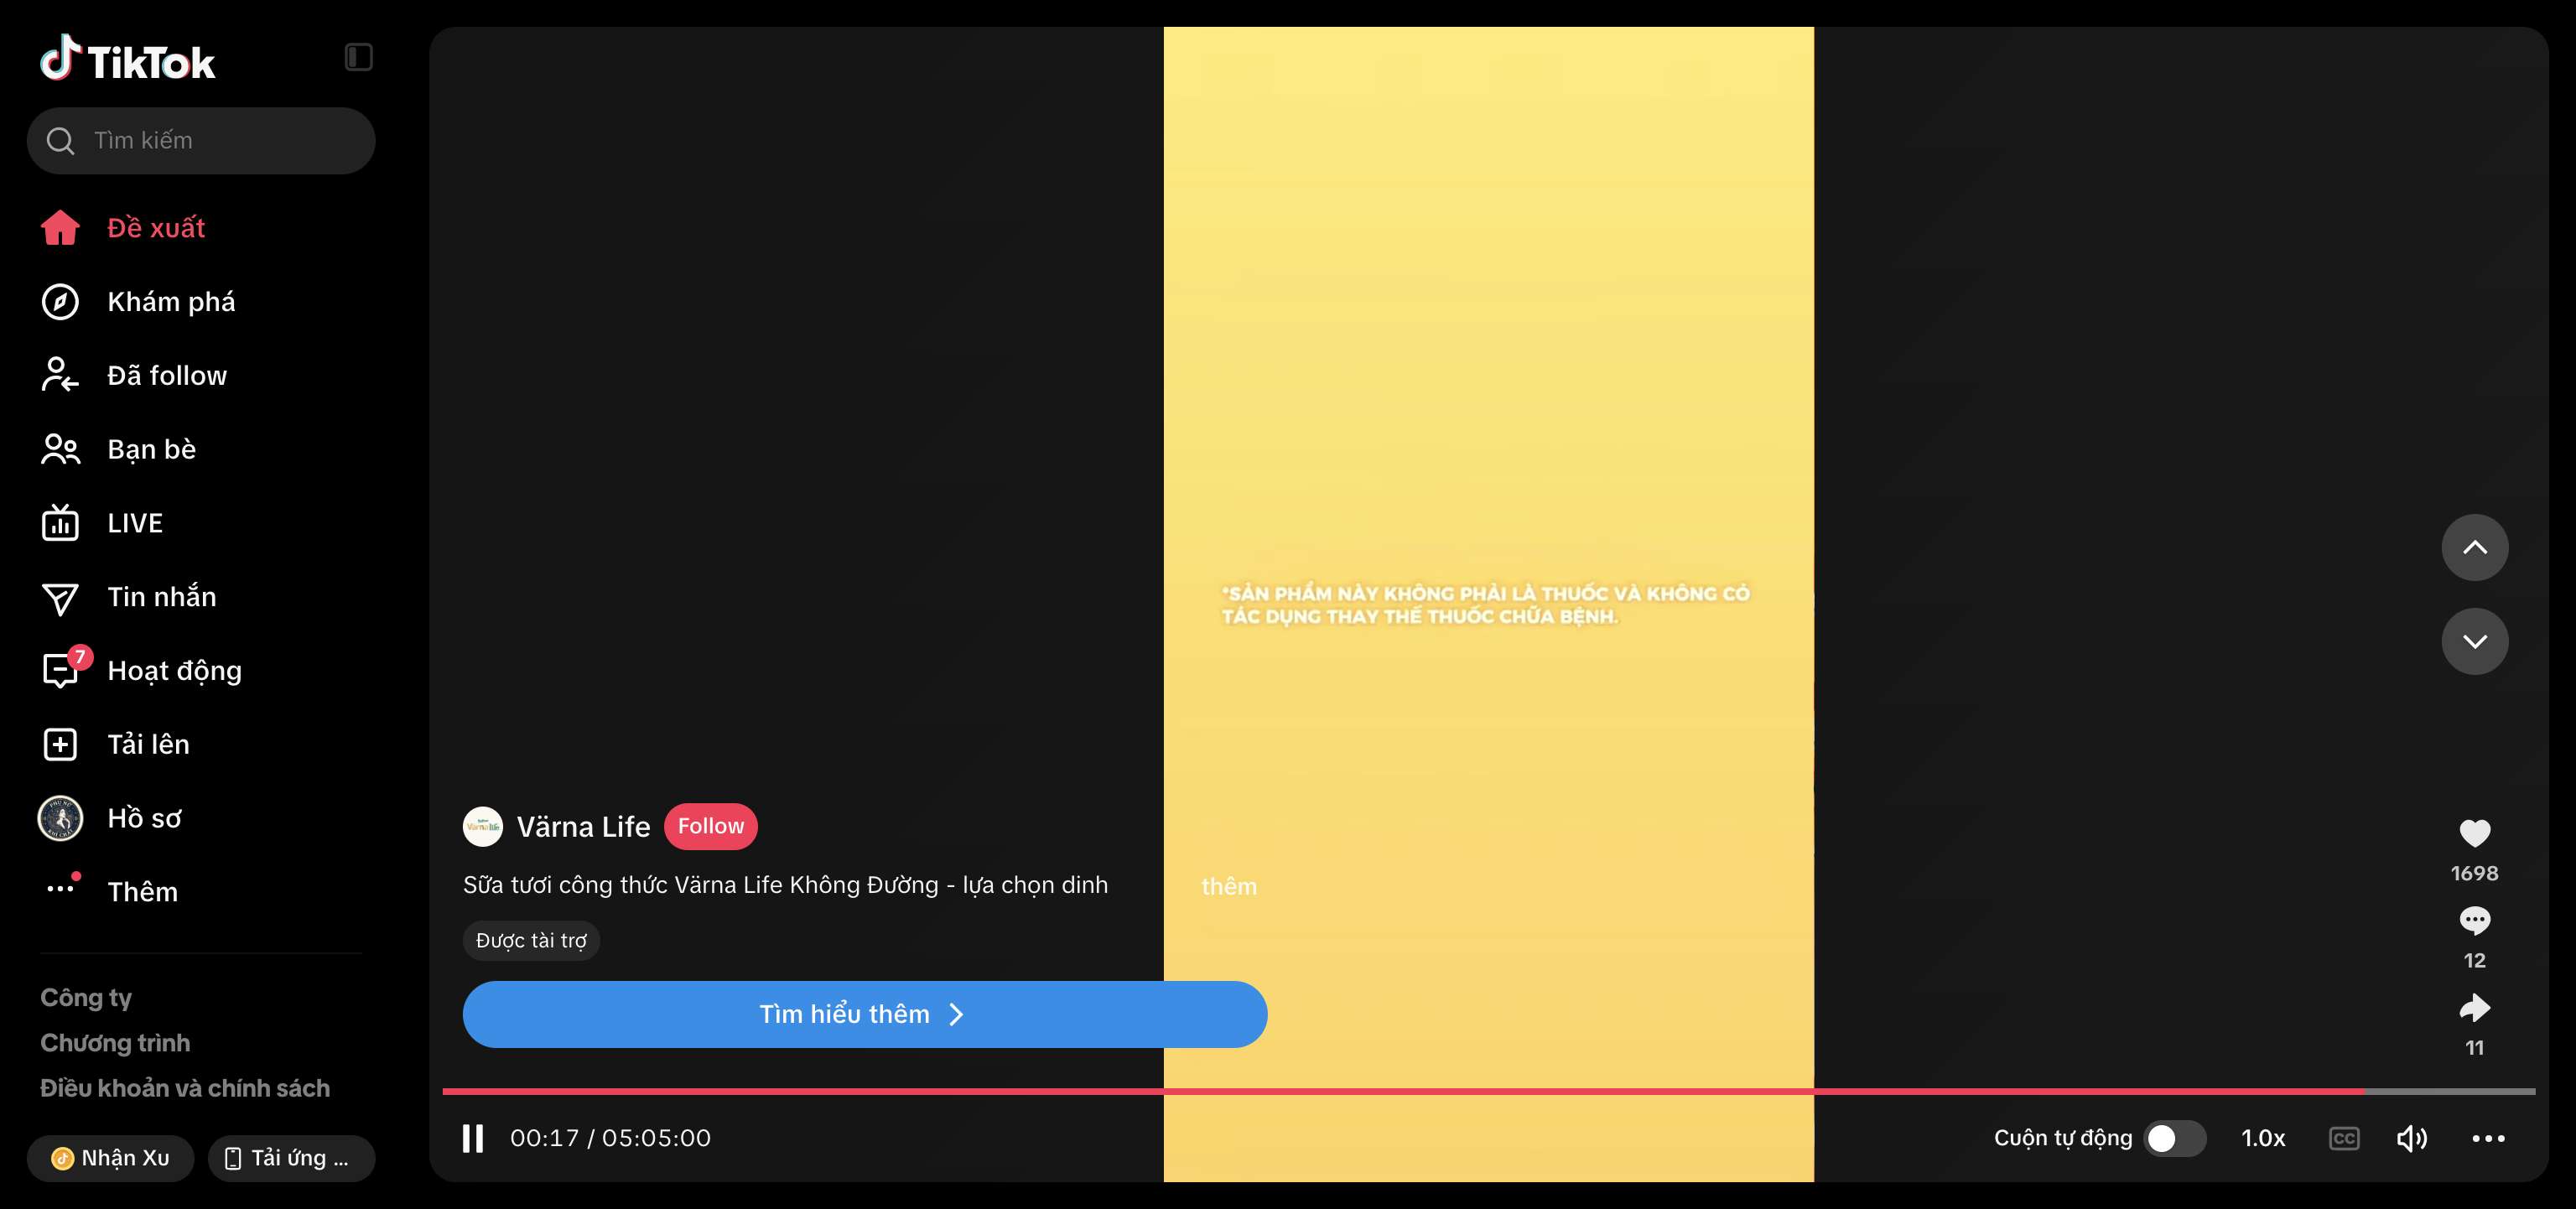 TikTok
Tìm kiếm
Đề xuất
Khám phá
Đã follow
Bạn bè
LIVE
Tin nhắn
7
Hoạt động
Tải lên
Hồ sơ
Thêm
Công ty
Chương trình
Điều khoản và chính sách
Nhận Xu
Tải ứng ...
*SẢN PHẨM NÀY KHÔNG PHẢI LÀ THUỐC VÀ KHÔNG CÓ
TÁC DỤNG THAY THẾ THUỐC CHỮA BỆNH.
Värna Life Follow
Sữa tươi công thức Värna Life Không Đường - lựa chọn dinh thêm
Được tài trợ
Tìm hiểu thêm
1698
12
11
00:17 / 05:05:00
Cuộn tự động
1.0x
CC